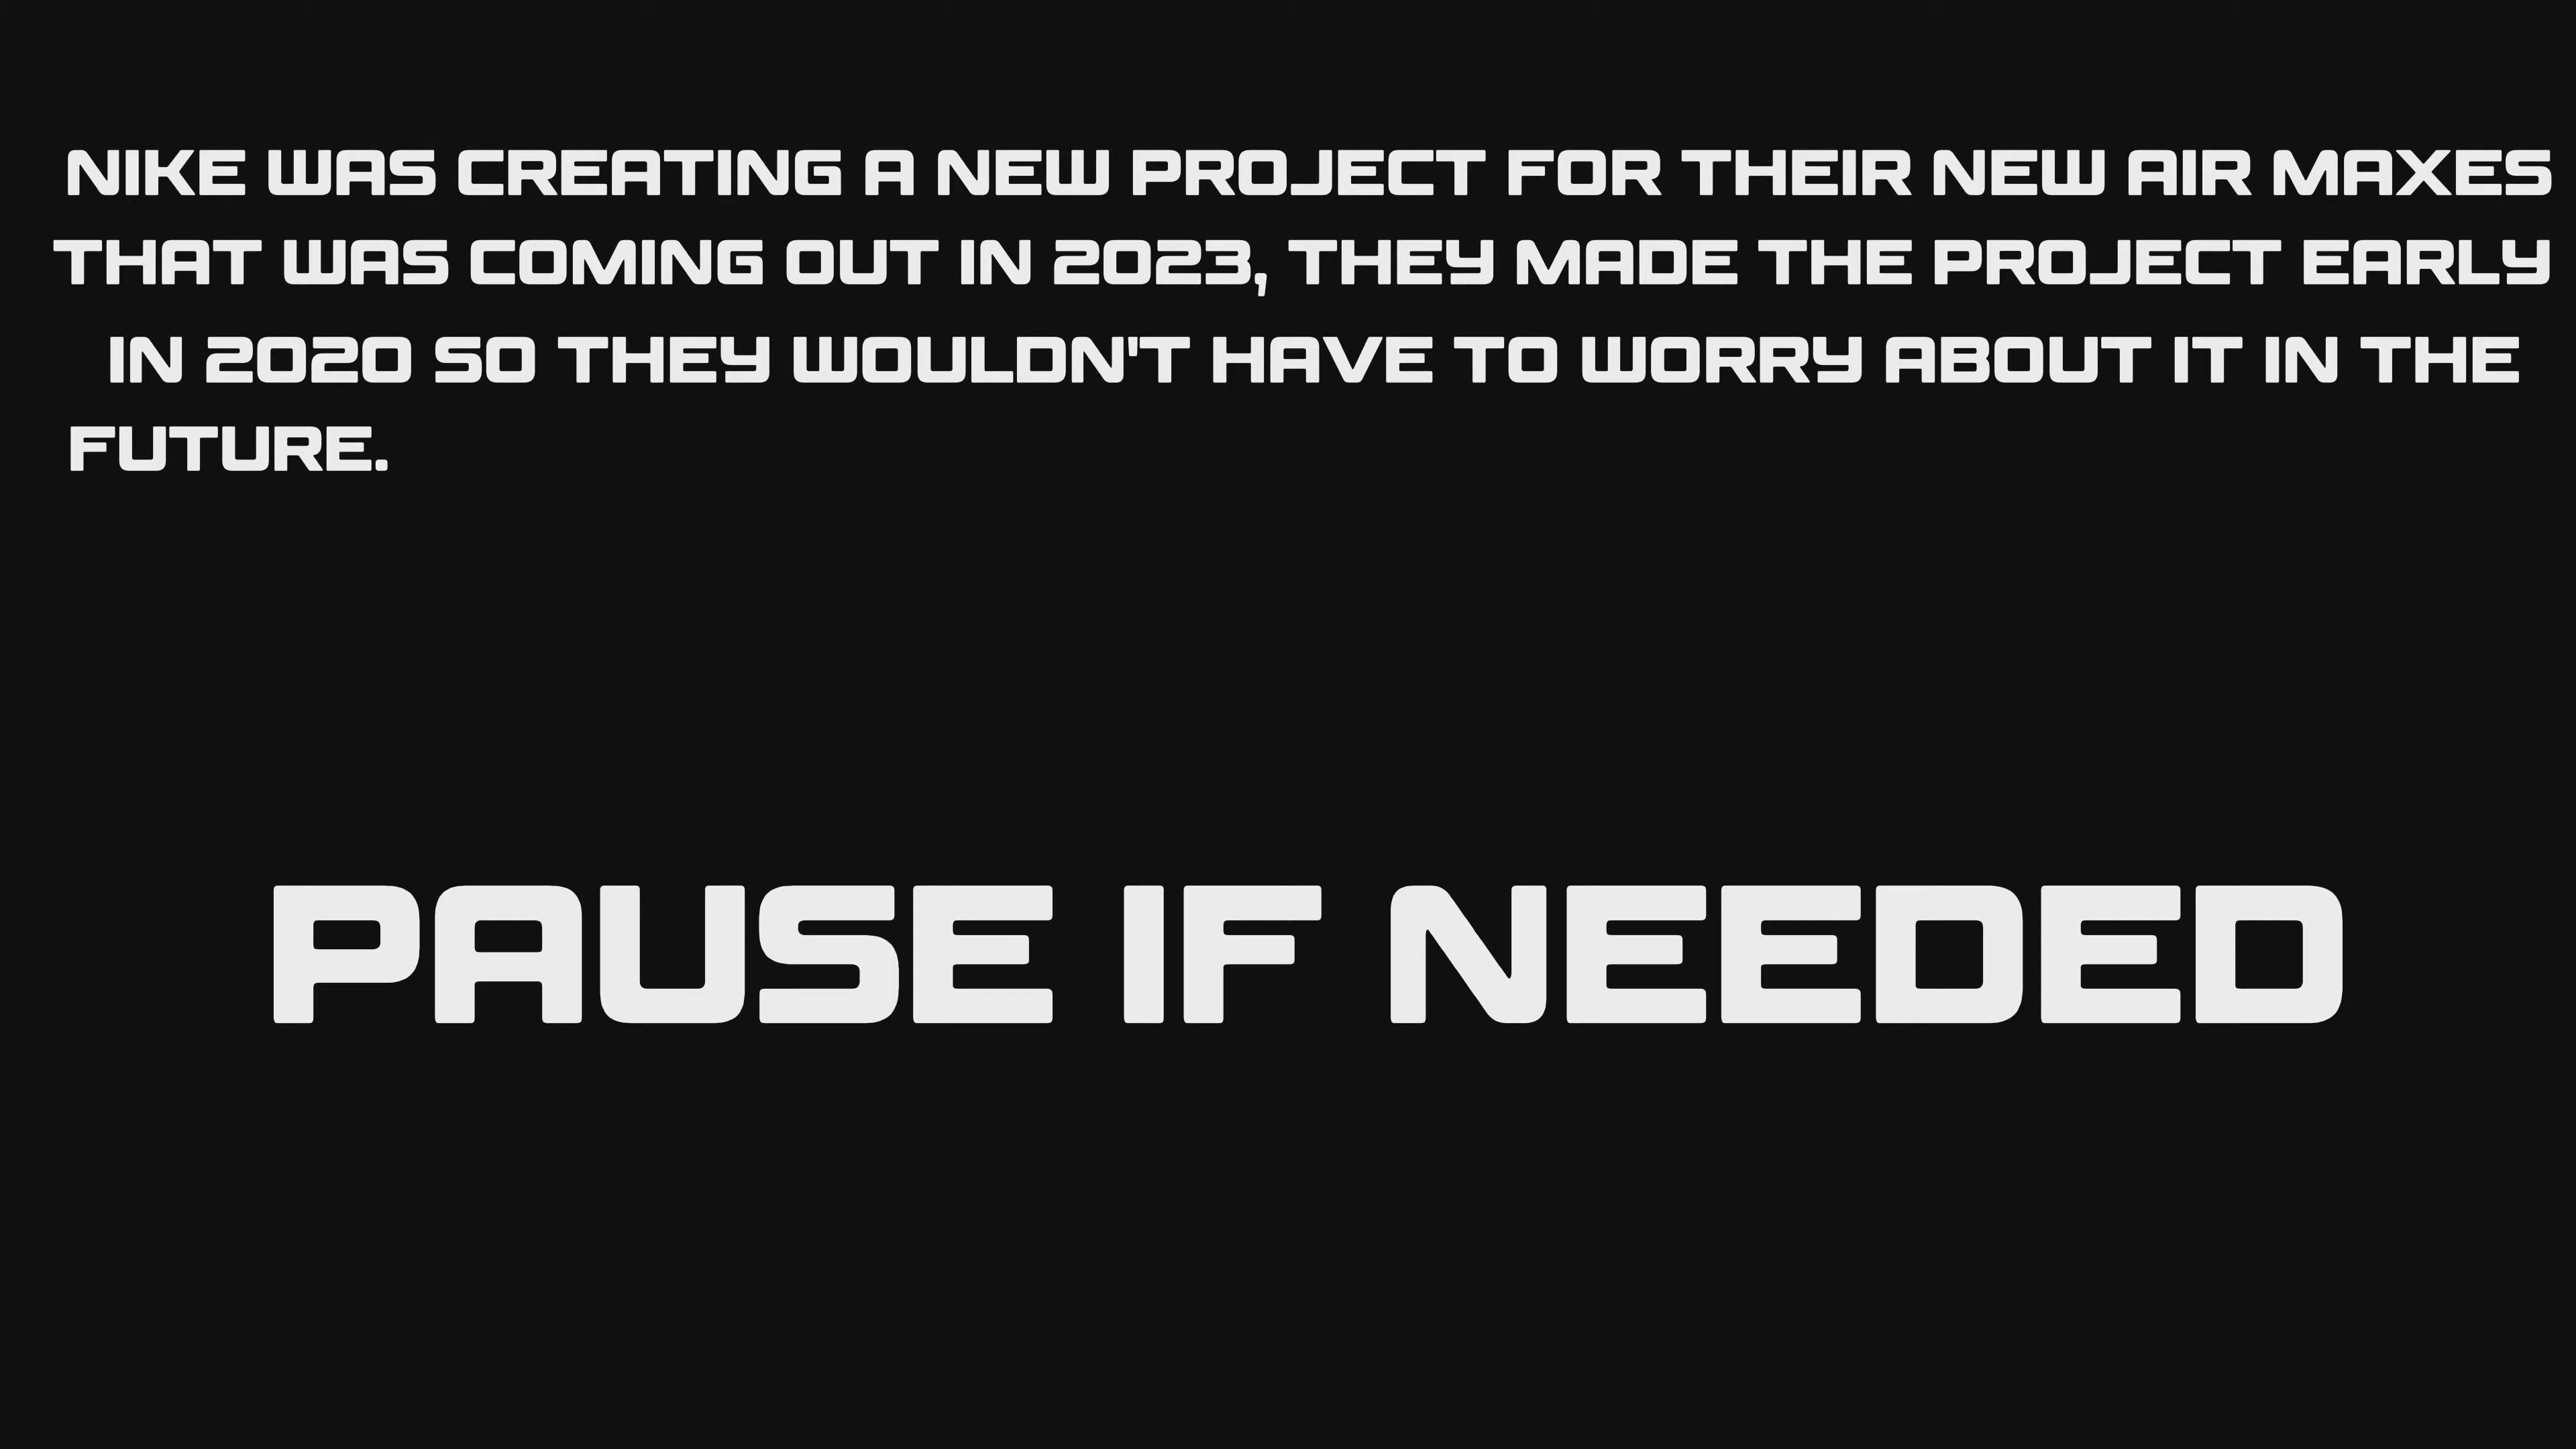 NIKE WAS CREATING A NEW PROJECT FOR THEIR NEW AIR MAXES
THAT WAS COMING OUT IN 2023, THEY MADE THE PROJECT EARLY
IN 2020 SO THEY WOULDN'T HAVE TO WORRY ABOUT IT IN THE
FUTURE.
PAUSE IF NEEDED